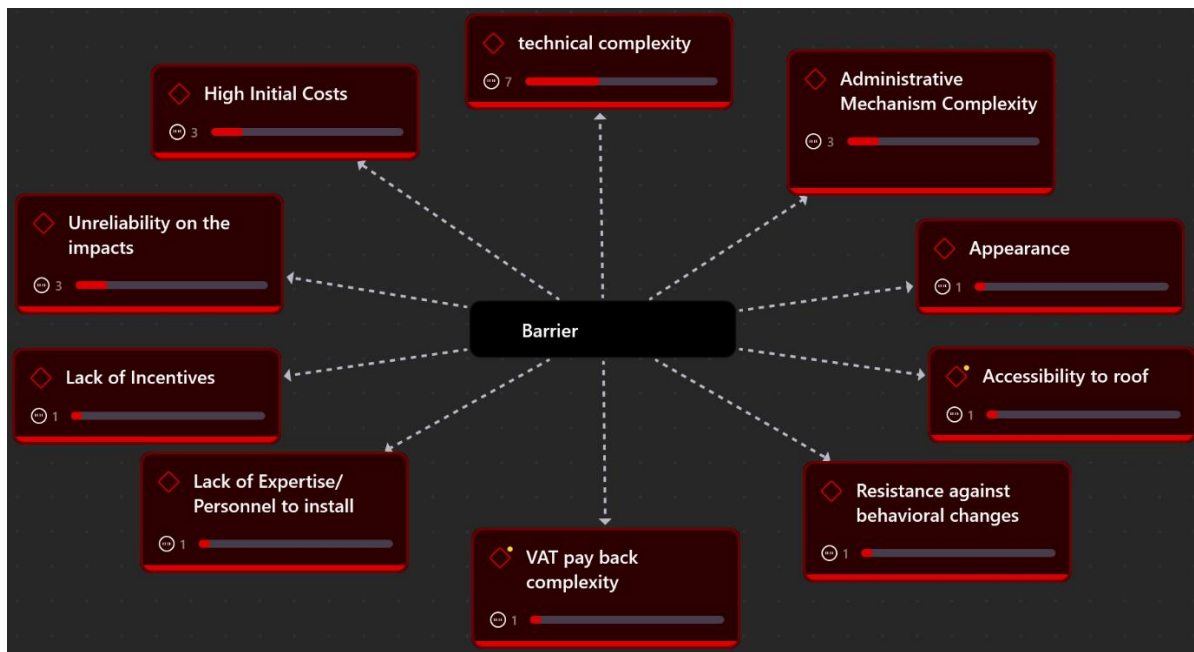 technical complexity
7
High Initial Costs
3
Administrative
Mechanism Complexity
3
Unreliability on the
impacts
3
Appearance
1
Barrier
Lack of Incentives
1
Accessibility to roof
1
Lack of Expertise/
Personnel to install
1
Resistance against
behavioral changes
1
VAT pay back
complexity
1